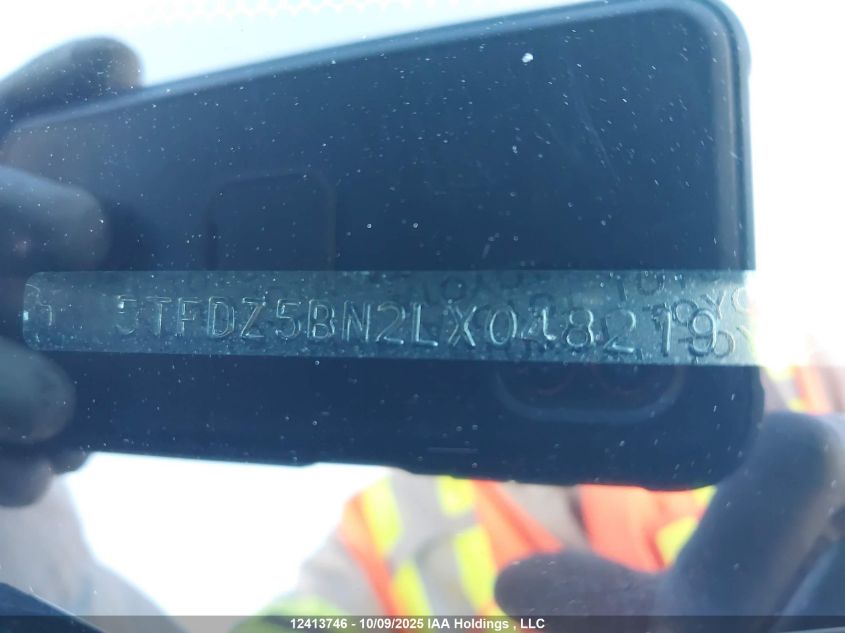 5TFDZ5BN2LX048219
12413746 - 10/09/2025 IAA Holdings , LLC